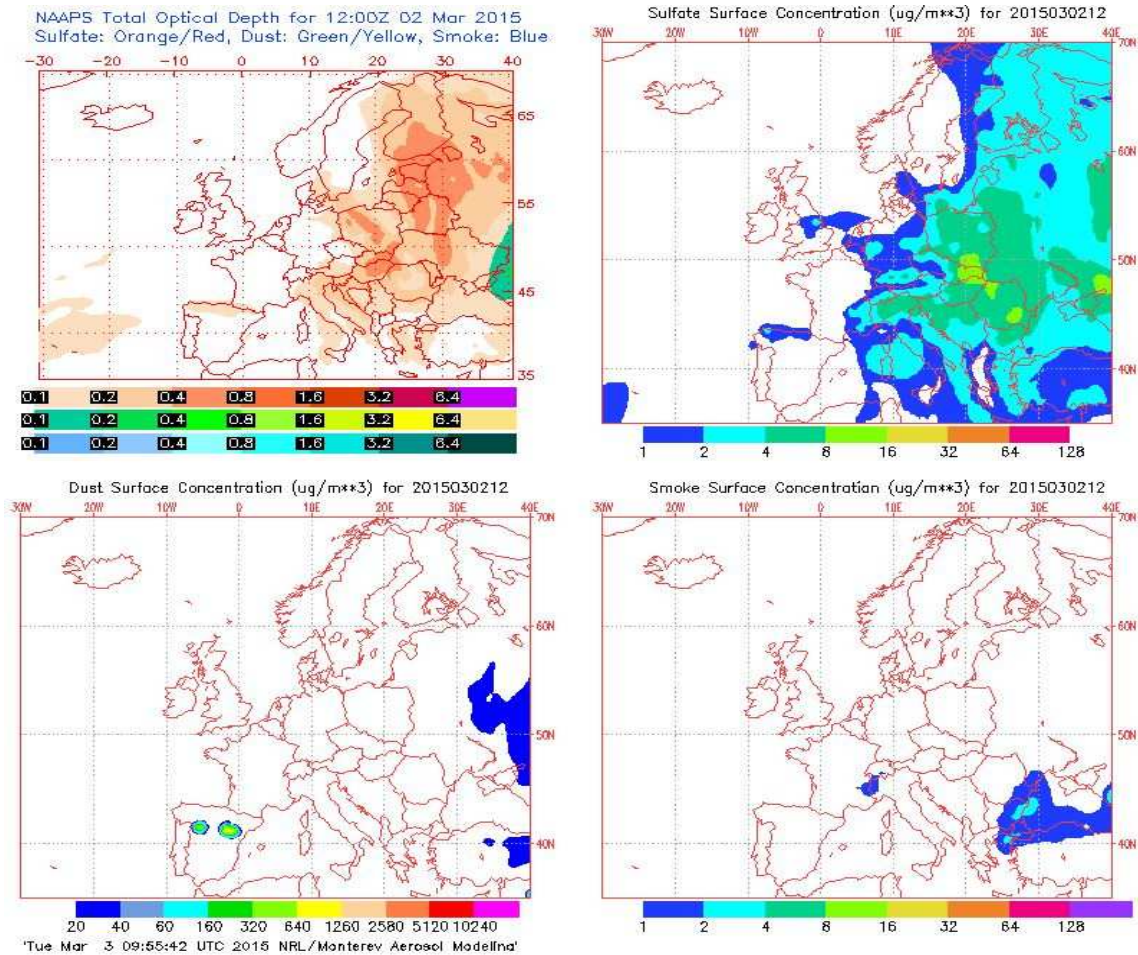 NAAPS Total Optical Depth for 12:00Z 02 Mar 2015
Sulfate: Orange/Red, Dust: Green/Yellow, Smoke: Blue
-30 -20 -10 0 10 20 30 40
65
55
45
35
0.1 0.2 0.4 0.8 1.6 3.2 6.4
0.1 0.2 0.4 0.8 1.6 3.2 6.4
0.1 0.2 0.4 0.8 1.6 3.2 6.4
Sulfate Surface Concentration (ug/m**3) for 2015030212
30W 20W 10W 0 10E 20E 30E 40E
70N
60N
50N
40N
1 2 4 8 16 32 64 128
Dust Surface Concentration (ug/m**3) for 2015030212
30W 20W 10W 0 10E 20E 30E 40E
70N
60N
50N
40N
20 40 60 160 320 640 1260 2580 5120 10240
'Tue Mar 3 09:55:42 UTC 2015 NRL/Monterey Aerosol Modeling'
Smoke Surface Concentration (ug/m**3) for 2015030212
30W 20W 10W 0 10E 20E 30E 40E
70N
60N
50N
40N
1 2 4 8 16 32 64 128